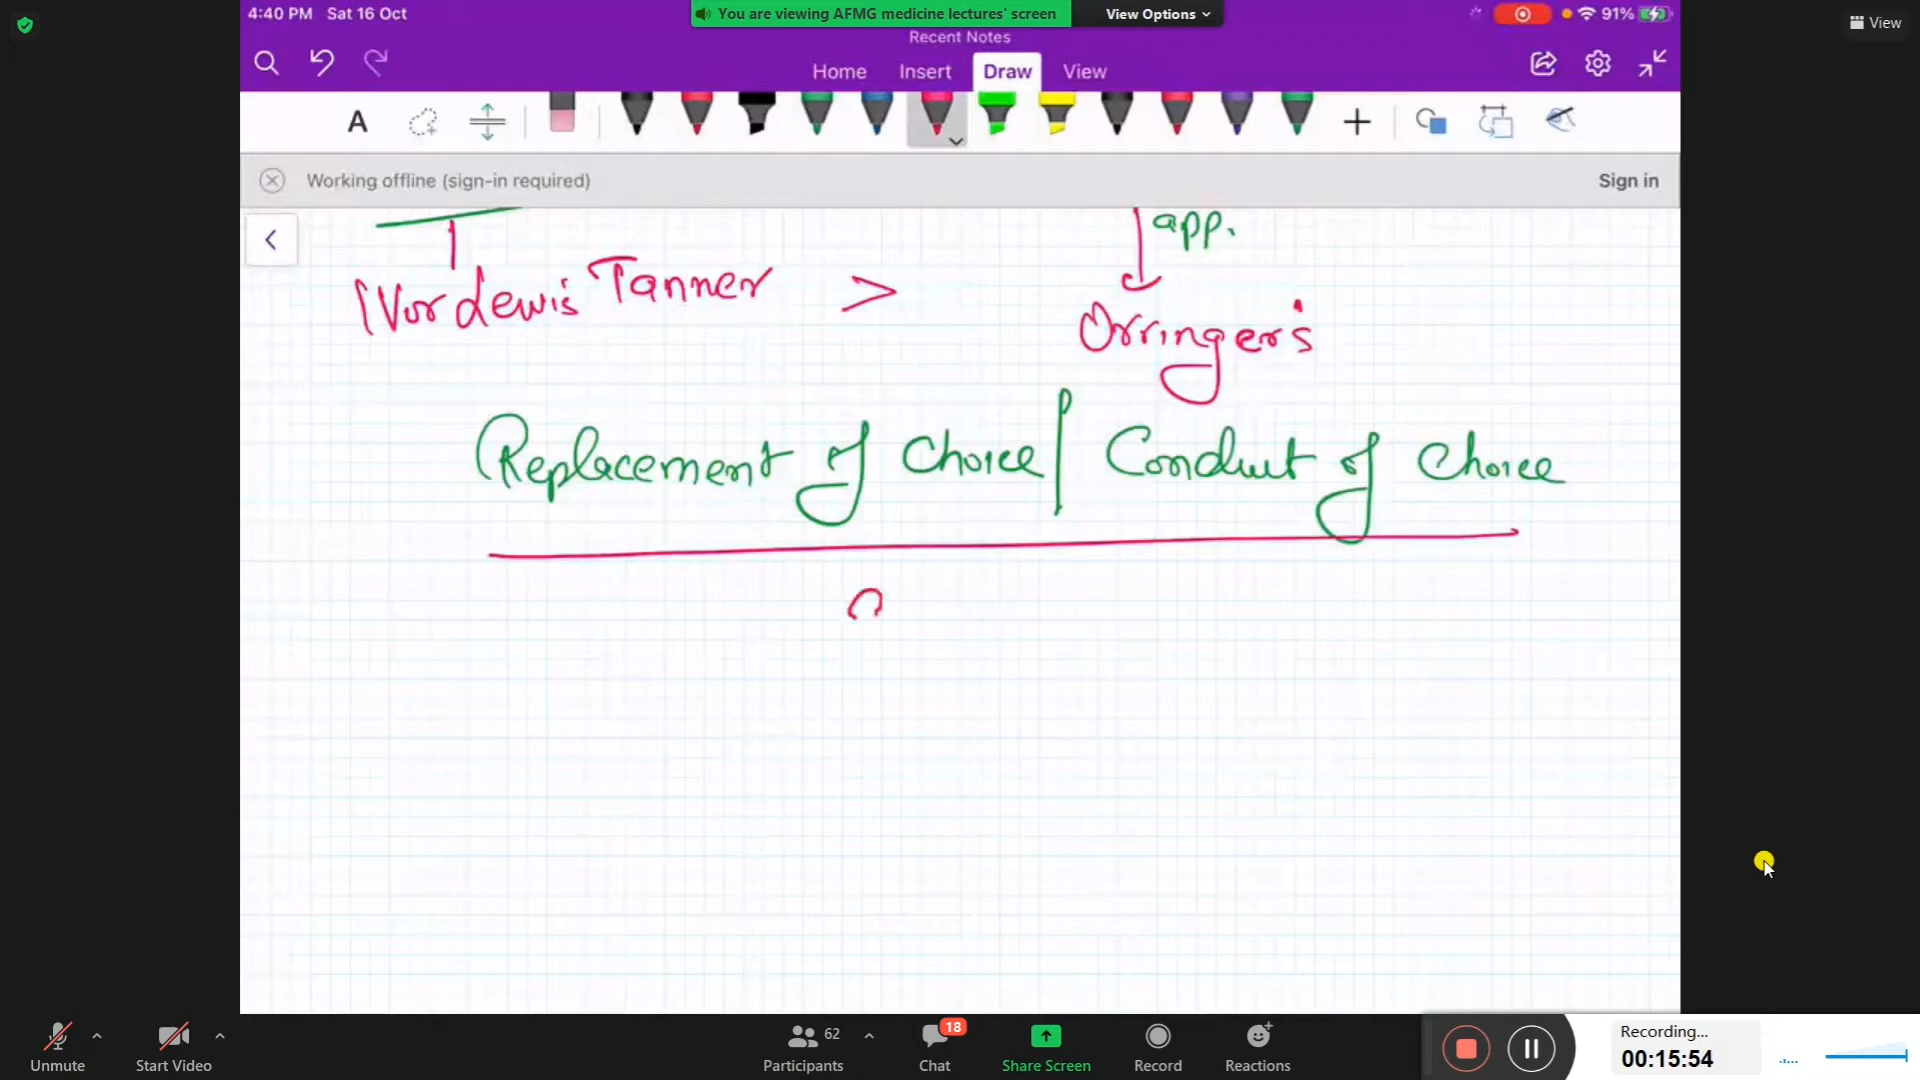 4:40 PM Sat 16 Oct
You are viewing AFMG medicine lectures' screen
View Options
91%
View
Recent Notes
Home Insert Draw View
A
Working offline (sign-in required)
Sign in
app.
IVor Lewis Tanner >
Orringer's
Replacement of Choice | Conduit of Choice
Unmute
Start Video
Participants
62
Chat
18
Share Screen
Record
Reactions
Recording...
00:15:54